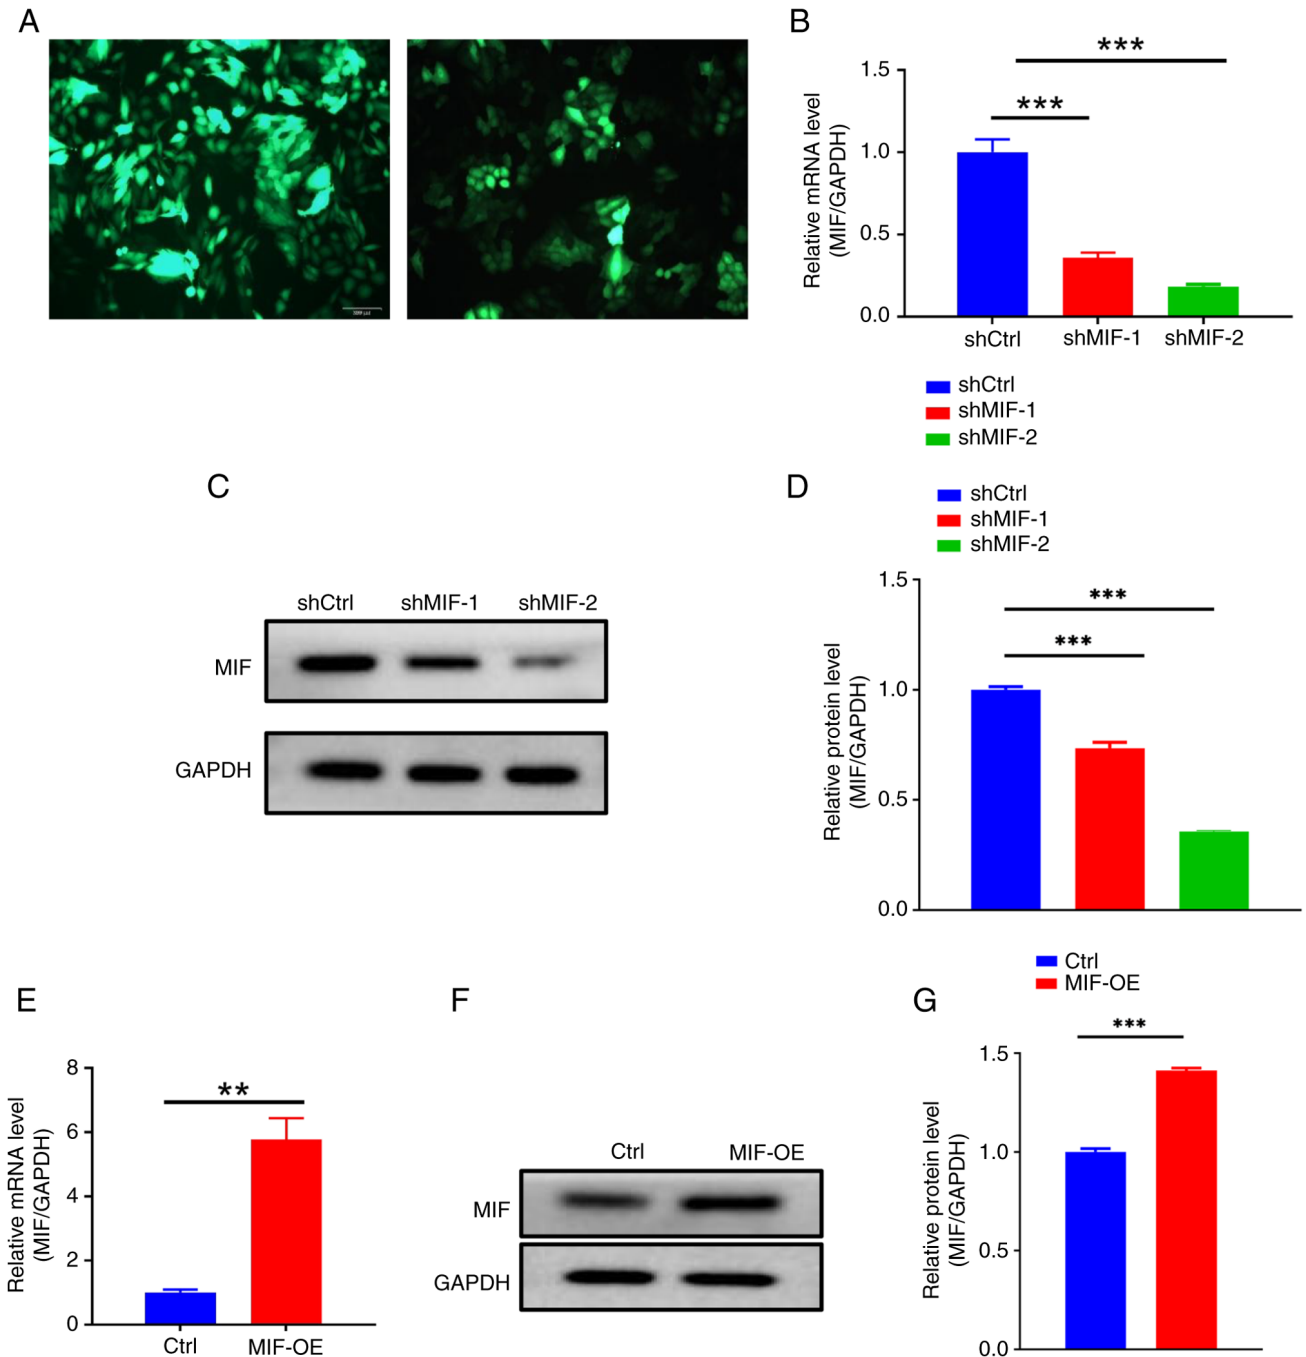 A
B
Relative mRNA level
(MIF/GAPDH)
1.5
1.0
0.5
0.0
***
***
shCtrl
shMIF-1
shMIF-2
shCtrl
shMIF-1
shMIF-2
C
shCtrl
shMIF-1
shMIF-2
MIF
GAPDH
D
shCtrl
shMIF-1
shMIF-2
Relative protein level
(MIF/GAPDH)
1.5
1.0
0.5
0.0
***
***
E
Relative mRNA level
(MIF/GAPDH)
8
6
4
2
0
**
Ctrl
MIF-OE
F
Ctrl
MIF-OE
MIF
GAPDH
G
Ctrl
MIF-OE
Relative protein level
(MIF/GAPDH)
1.5
1.0
0.5
0.0
***